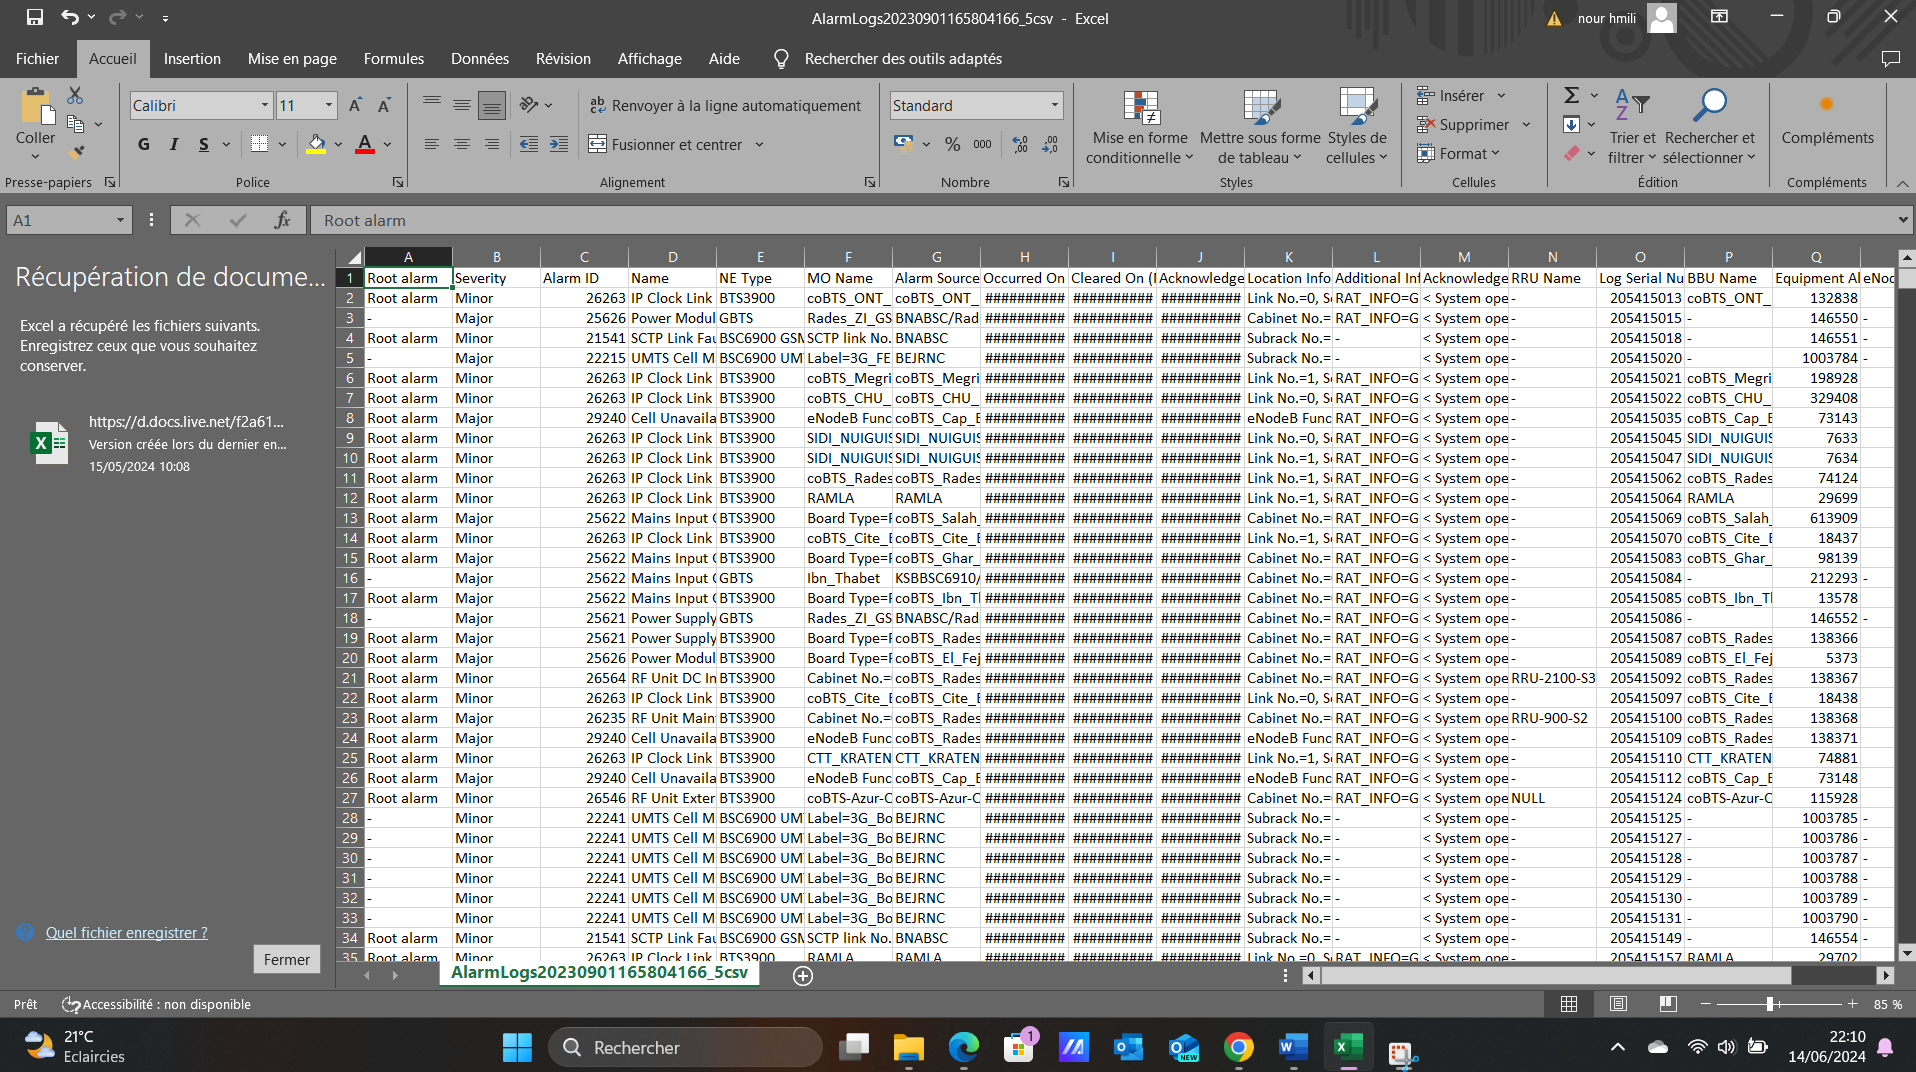 AlarmLogs20230901165804166_5csv - Excel
nour hmili
Fichier Accueil Insertion Mise en page Formules Données Révision Affichage Aide Rechercher des outils adaptés
Coller
Calibri 11
G I S
Renvoyer à la ligne automatiquement
Fusionner et centrer
Standard
% 000
Mise en forme conditionnelle
Mettre sous forme de tableau
Styles de cellules
Insérer
Supprimer
Format
Trier et filtrer
Rechercher et sélectionner
Compléments
Presse-papiers Police Alignement Nombre Styles Cellules Édition Compléments
A1 fx Root alarm
Récupération de docume...
Excel a récupéré les fichiers suivants.
Enregistrez ceux que vous souhaitez
conserver.
https://d.docs.live.net/f2a61...
Version créée lors du dernier en...
15/05/2024 10:08
Quel fichier enregistrer ?
Fermer
A B C D E F G H I J K L M N O P Q
1 Root alarm Severity Alarm ID Name NE Type MO Name Alarm Source Occurred On Cleared On ( Acknowledge Location Info Additional Inf Acknowledge RRU Name Log Serial Nu BBU Name Equipment Al eNod
2 Root alarm Minor 26263 IP Clock Link BTS3900 coBTS_ONT_ coBTS_ONT_ ########## ########## ########## Link No.=0, Se RAT_INFO=G < System ope - 205415013 coBTS_ONT_ 132838
3 - Major 25626 Power Modul GBTS Rades_ZI_GS BNABSC/Rad ########## ########## ########## Cabinet No.= RAT_INFO=G < System ope - 205415015 - 146550 -
4 Root alarm Minor 21541 SCTP Link Fau BSC6900 GSM SCTP link No. BNABSC ########## ########## ########## Subrack No.= - < System ope - 205415018 - 146551 -
5 - Major 22215 UMTS Cell M BSC6900 UM Label=3G_FE BEJRNC ########## ########## ########## Subrack No.= - < System ope - 205415020 - 1003784 -
6 Root alarm Minor 26263 IP Clock Link BTS3900 coBTS_Megri coBTS_Megri ########## ########## ########## Link No.=1, Se RAT_INFO=G < System ope - 205415021 coBTS_Megri 198928
7 Root alarm Minor 26263 IP Clock Link BTS3900 coBTS_CHU_ coBTS_CHU_ ########## ########## ########## Link No.=0, Se RAT_INFO=G < System ope - 205415022 coBTS_CHU_ 329408
8 Root alarm Major 29240 Cell Unavaila BTS3900 eNodeB Func coBTS_Cap_B ########## ########## ########## eNodeB Func RAT_INFO=G < System ope - 205415035 coBTS_Cap_B 73143
9 Root alarm Minor 26263 IP Clock Link BTS3900 SIDI_NUIGUIS SIDI_NUIGUIS ########## ########## ########## Link No.=0, Se RAT_INFO=G < System ope - 205415045 SIDI_NUIGUIS 7633
10 Root alarm Minor 26263 IP Clock Link BTS3900 SIDI_NUIGUIS SIDI_NUIGUIS ########## ########## ########## Link No.=1, Se RAT_INFO=G < System ope - 205415047 SIDI_NUIGUIS 7634
11 Root alarm Minor 26263 IP Clock Link BTS3900 coBTS_Rades coBTS_Rades ########## ########## ########## Link No.=1, Se RAT_INFO=G < System ope - 205415062 coBTS_Rades 74124
12 Root alarm Minor 26263 IP Clock Link BTS3900 RAMLA RAMLA ########## ########## ########## Link No.=1, Se RAT_INFO=G < System ope - 205415064 RAMLA 29699
13 Root alarm Major 25622 Mains Input BTS3900 Board Type= coBTS_Salah_ ########## ########## ########## Cabinet No.= RAT_INFO=G < System ope - 205415069 coBTS_Salah_ 613909
14 Root alarm Minor 26263 IP Clock Link BTS3900 coBTS_Cite_E coBTS_Cite_E ########## ########## ########## Link No.=1, Se RAT_INFO=G < System ope - 205415070 coBTS_Cite_E 18437
15 Root alarm Major 25622 Mains Input BTS3900 Board Type= coBTS_Ghar_ ########## ########## ########## Cabinet No.= RAT_INFO=G < System ope - 205415083 coBTS_Ghar_ 98139
16 - Major 25622 Mains Input GBTS Ibn_Thabet KSBBSC6910/ ########## ########## ########## Cabinet No.= RAT_INFO=G < System ope - 205415084 - 212293 -
17 Root alarm Major 25622 Mains Input BTS3900 Board Type= coBTS_Ibn_Tl ########## ########## ########## Cabinet No.= RAT_INFO=G < System ope - 205415085 coBTS_Ibn_Tl 13578
18 - Major 25621 Power Supply GBTS Rades_ZI_GS BNABSC/Rad ########## ########## ########## Cabinet No.= RAT_INFO=G < System ope - 205415086 - 146552 -
19 Root alarm Major 25621 Power Supply BTS3900 Board Type= coBTS_Rades ########## ########## ########## Cabinet No.= RAT_INFO=G < System ope - 205415087 coBTS_Rades 138366
20 Root alarm Major 25626 Power Modul BTS3900 Board Type= coBTS_El_Fej ########## ########## ########## Cabinet No.= RAT_INFO=G < System ope - 205415089 coBTS_El_Fej 5373
21 Root alarm Major 26564 RF Unit DC In BTS3900 Cabinet No.= coBTS_Rades ########## ########## ########## Cabinet No.= RAT_INFO=G < System ope RRU-2100-S3 205415092 coBTS_Rades 138367
22 Root alarm Minor 26263 IP Clock Link BTS3900 coBTS_Cite_E coBTS_Cite_E ########## ########## ########## Link No.=0, Se RAT_INFO=G < System ope - 205415097 coBTS_Cite_E 18438
23 Root alarm Major 26235 RF Unit Main BTS3900 Cabinet No.= coBTS_Rades ########## ########## ########## Cabinet No.= RAT_INFO=G < System ope RRU-900-S2 205415100 coBTS_Rades 138368
24 Root alarm Major 29240 Cell Unavaila BTS3900 eNodeB Func coBTS_Rades ########## ########## ########## eNodeB Func RAT_INFO=G < System ope - 205415109 coBTS_Rades 138371
25 Root alarm Minor 26263 IP Clock Link BTS3900 CTT_KRATEN CTT_KRATEN ########## ########## ########## Link No.=1, Se RAT_INFO=G < System ope - 205415110 CTT_KRATEN 74881
26 Root alarm Major 29240 Cell Unavaila BTS3900 eNodeB Func coBTS_Cap_B ########## ########## ########## eNodeB Func RAT_INFO=G < System ope - 205415112 coBTS_Cap_B 73148
27 Root alarm Minor 26546 RF Unit Exter BTS3900 coBTS-Azur-C coBTS-Azur-C ########## ########## ########## Cabinet No.= RAT_INFO=G < System ope NULL 205415124 coBTS-Azur-C 115928
28 - Minor 22241 UMTS Cell M BSC6900 UM Label=3G_Bo BEJRNC ########## ########## ########## Subrack No.= - < System ope - 205415125 - 1003785 -
29 - Minor 22241 UMTS Cell M BSC6900 UM Label=3G_Bo BEJRNC ########## ########## ########## Subrack No.= - < System ope - 205415127 - 1003786 -
30 - Minor 22241 UMTS Cell M BSC6900 UM Label=3G_Bo BEJRNC ########## ########## ########## Subrack No.= - < System ope - 205415128 - 1003787 -
31 - Minor 22241 UMTS Cell M BSC6900 UM Label=3G_Bo BEJRNC ########## ########## ########## Subrack No.= - < System ope - 205415129 - 1003788 -
32 - Minor 22241 UMTS Cell M BSC6900 UM Label=3G_Bo BEJRNC ########## ########## ########## Subrack No.= - < System ope - 205415130 - 1003789 -
33 - Minor 22241 UMTS Cell M BSC6900 UM Label=3G_Bo BEJRNC ########## ########## ########## Subrack No.= - < System ope - 205415131 - 1003790 -
34 Root alarm Minor 21541 SCTP Link Fau BSC6900 GSM SCTP link No. BNABSC ########## ########## ########## Subrack No.= - < System ope - 205415149 - 146554 -
35 Root alarm Minor 26263 IP Clock Link BTS3900 RAMLA RAMLA ########## ########## ########## Link No.=0, Se RAT_INFO=G < System ope - 205415157 RAMLA 29702
AlarmLogs20230901165804166_5csv
Prêt Accessibilité : non disponible 85 %
21°C
Eclaircies
Rechercher
1
NEW
22:10
14/06/2024